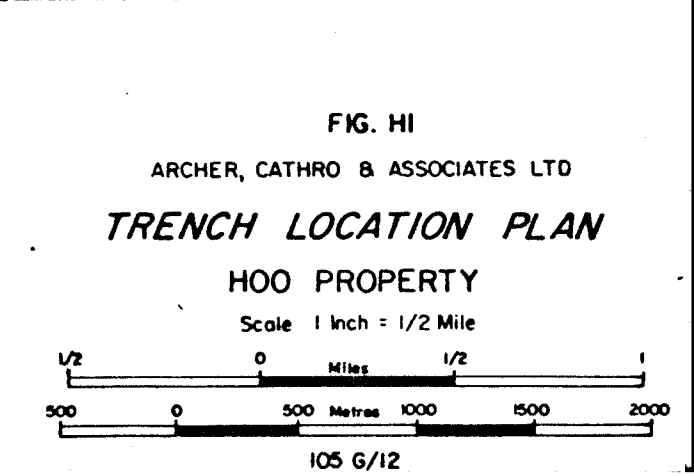 FIG. H1
ARCHER, CATHRO & ASSOCIATES LTD
TRENCH LOCATION PLAN
HOO PROPERTY
Scale 1 Inch = 1/2 Mile
1/2 0 Miles 1/2 1
500 0 500 Metres 1000 1500 2000
105 G/12